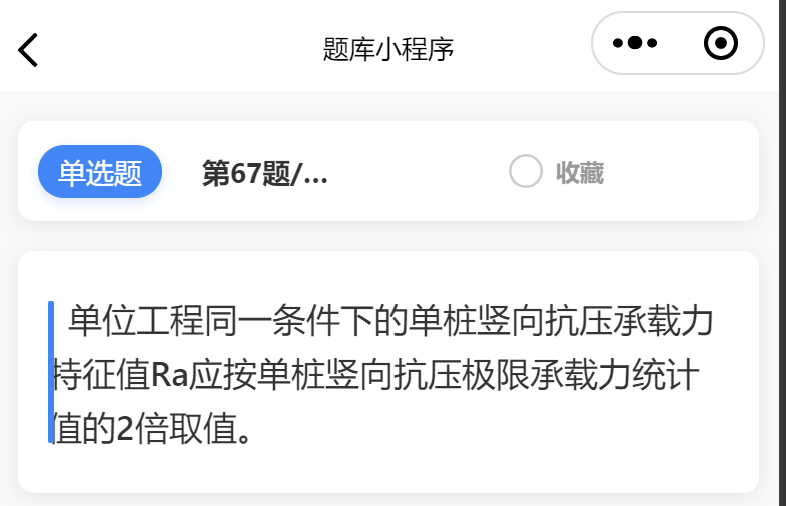 题库小程序
单选题 第67题/... 收藏
单位工程同一条件下的单桩竖向抗压承载力
持征值Ra应按单桩竖向抗压极限承载力统计
值的2倍取值。